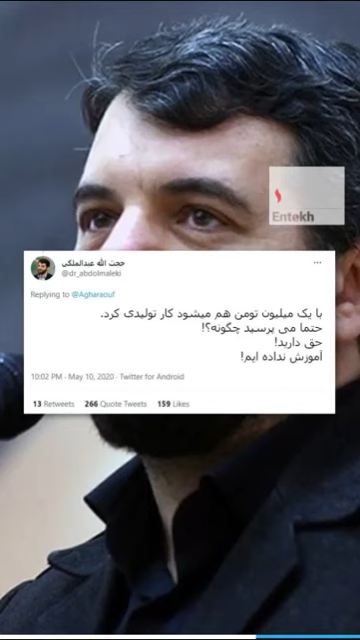 Entekh
حجت الله عبدالملکی
@dr_abdolmaleki
Replying to @Agharaouf
با یک میلیون تومن هم میشود کار تولیدی کرد.
حتما می پرسید چگونه؟!
حق دارید!
آموزش نداده ایم!
10:02 PM - May 10, 2020 - Twitter for Android
13 Retweets 266 Quote Tweets 159 Likes